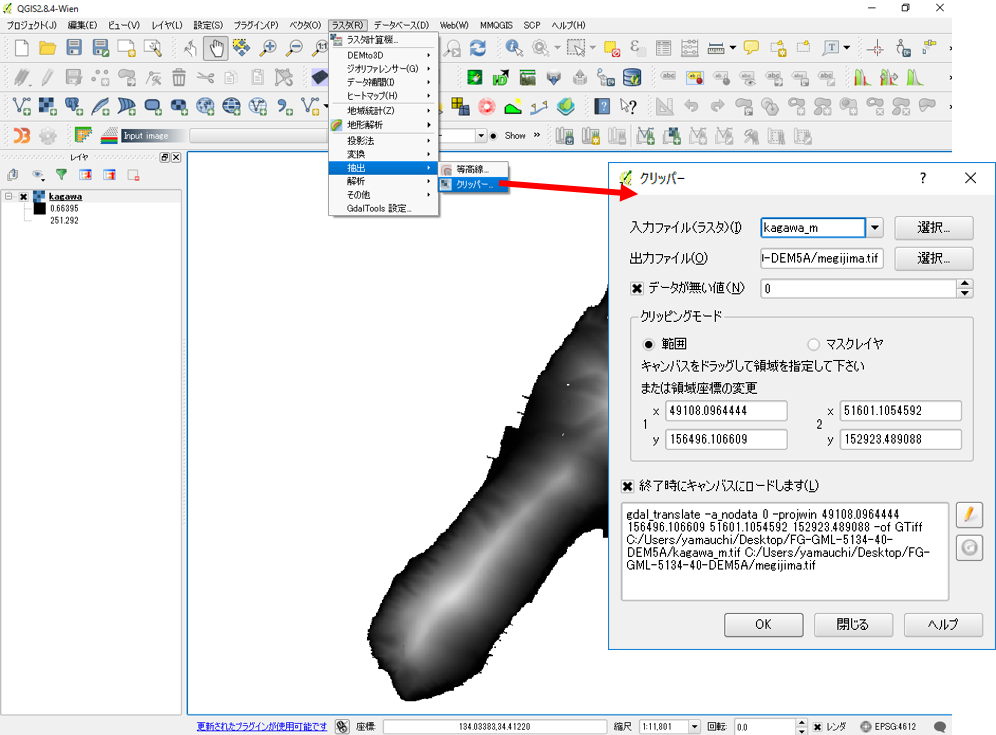 QGIS2.8.4-Wien
プロジェクト(J) 編集(E) ビュー(V) レイヤ(L) 設定(S) プラグイン(P) ベクタ(O) ラスタ(R) データベース(D) Web(W) MMQGIS SCP ヘルプ(H)
ラスタ計算機...
DEMto3D
ジオリファレンサー(G)
データ補間(I)
ヒートマップ(H)
地域統計(Z)
地形解析
投影法
変換
抽出
解析
その他
GdalTools 設定...
等高線...
クリッパー...
Input image
Show
レイヤ
kagawa
0.66395
251.292
クリッパー
入力ファイル(ラスタ)(I) kagawa_m 選択...
出力ファイル(O) I-DEM5A/megijima.tif 選択...
データが無い値(N) 0
クリッピングモード
範囲 マスクレイヤ
キャンバスをドラッグして領域を指定して下さい
または領域座標の変更
x 49108.0964444 x 51601.1054592
1 2
y 156496.106609 y 152923.489088
終了時にキャンバスにロードします(L)
gdal_translate -a_nodata 0 -projwin 49108.0964444
156496.106609 51601.1054592 152923.489088 -of GTiff
C:/Users/yamauchi/Desktop/FG-GML-5134-40-
DEM5A/kagawa_m.tif C:/Users/yamauchi/Desktop/FG-
GML-5134-40-DEM5A/megijima.tif
OK 閉じる ヘルプ
更新されたプラグインが使用可能です 座標: 134.03383,34.41220 縮尺 1:11,801 回転: 0.0 レンダ EPSG:4612